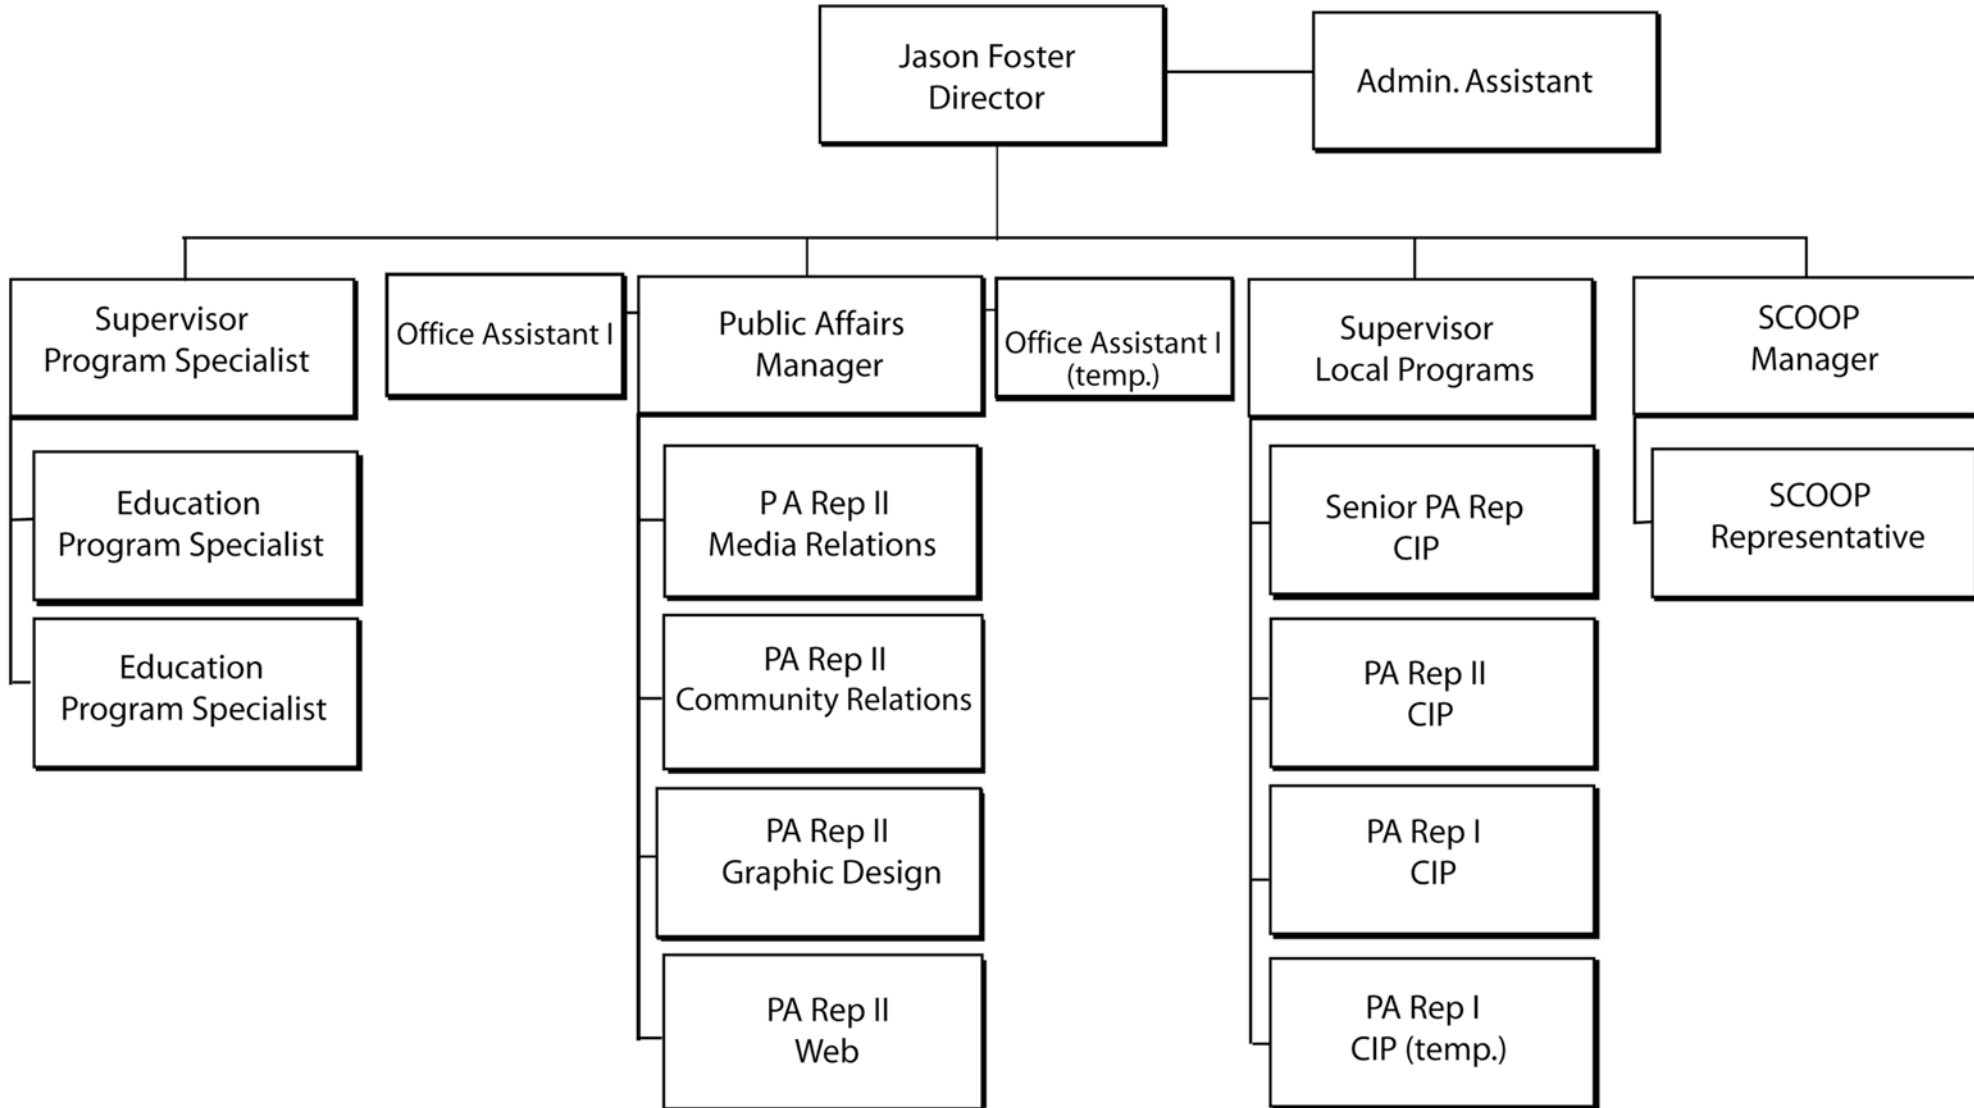 Jason Foster
Director
Admin. Assistant
Supervisor
Program Specialist
Office Assistant I
Public Affairs
Manager
Office Assistant I
(temp.)
Supervisor
Local Programs
SCOOP
Manager
Education
Program Specialist
Education
Program Specialist
P A Rep II
Media Relations
PA Rep II
Community Relations
PA Rep II
Graphic Design
PA Rep II
Web
Senior PA Rep
CIP
PA Rep II
CIP
PA Rep I
CIP
PA Rep I
CIP (temp.)
SCOOP
Representative